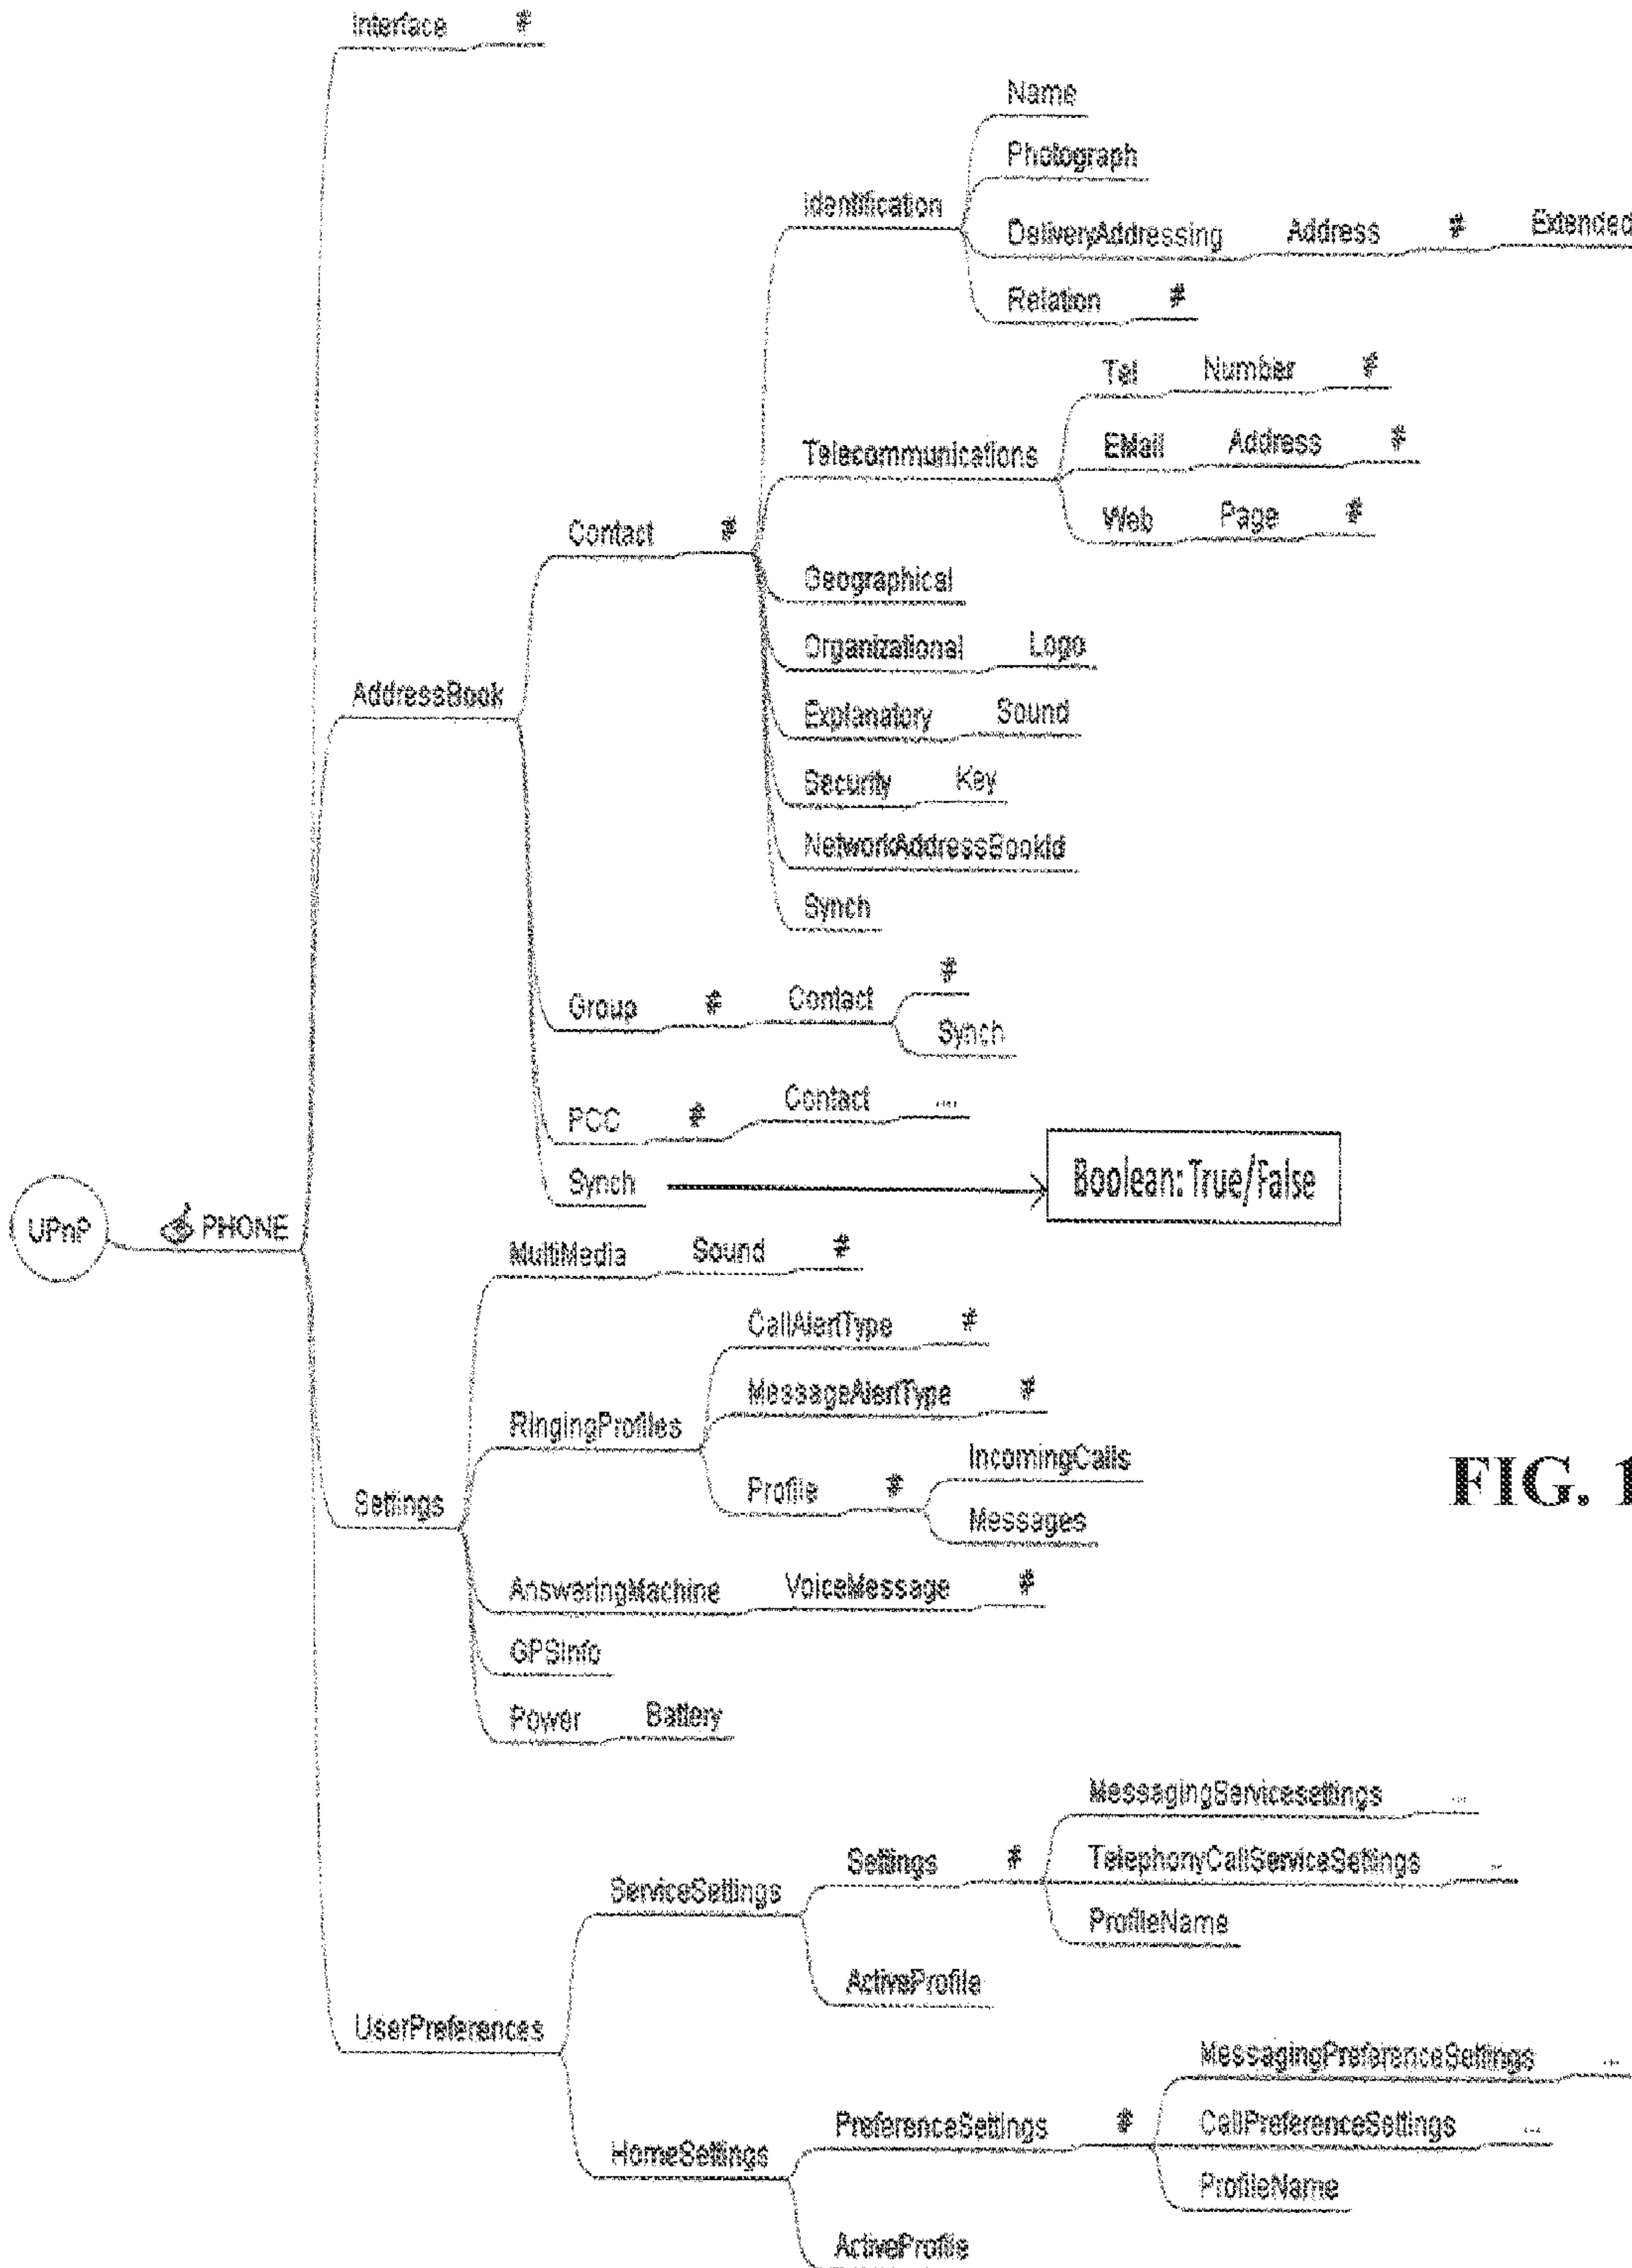 Interface #
Name
Photograph
Identification
DeliveryAddressing Address # Extended
Relation #
Tel Number #
EMail Address #
Telecommunications
Web Page #
Contact #
Geographical
Organizational Logo
AddressBook
Explanatory Sound
Security Key
NetworkAddressBookId
Synch
#
Group # Contact
Synch
PCC # Contact ...
Synch
Boolean: True/False
UPnP PHONE
MultiMedia Sound #
CallAlertType #
MessageAlertType #
RingingProfiles
IncomingCalls
Profile #
Messages
Settings
FIG. 1
AnsweringMachine VoiceMessage #
GPSInfo
Power Battery
MessagingServicesettings ...
Settings #
TelephonyCallServiceSettings ...
ServiceSettings
ProfileName
ActiveProfile
UserPreferences
MessagingPreferenceSettings ...
PreferenceSettings #
CallPreferenceSettings ...
HomeSettings
ProfileName
ActiveProfile